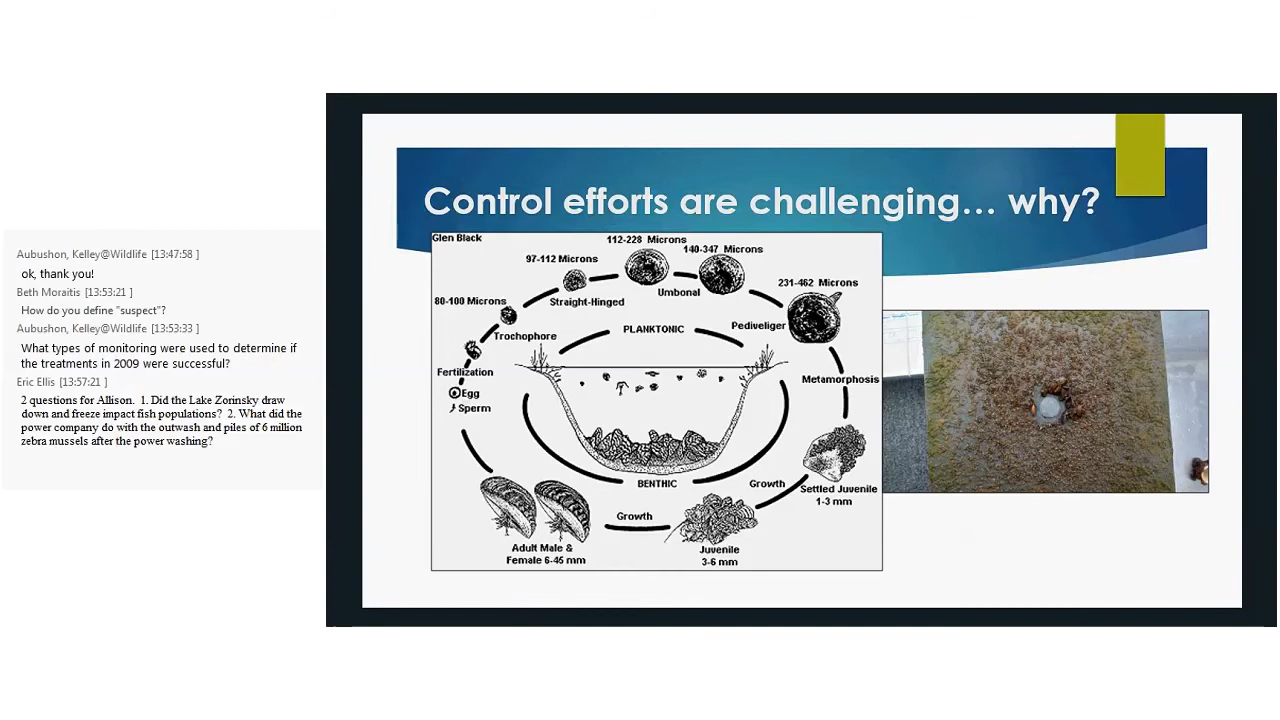 Aubushon, Kelley@Wildlife [13:47:58 ]
ok, thank you!
Beth Moraitis [13:53:21 ]
How do you define "suspect"?
Aubushon, Kelley@Wildlife [13:53:33 ]
What types of monitoring were used to determine if
the treatments in 2009 were successful?
Eric Ellis [13:57:21 ]
2 questions for Allison. 1. Did the Lake Zorinsky draw
down and freeze impact fish populations? 2. What did the
power company do with the outwash and piles of 6 million
zebra mussels after the power washing?
Control efforts are challenging... why?
Glen Black
112-228 Microns
140-347 Microns
97-112 Microns
231-462 Microns
80-100 Microns
Straight-Hinged
Umbonal
Trochophore
PLANKTONIC
Pediveliger
Fertilization
Egg
Sperm
Metamorphosis
BENTHIC
Growth
Settled Juvenile
1-3 mm
Growth
Adult Male &
Female 6-45 mm
Juvenile
3-6 mm